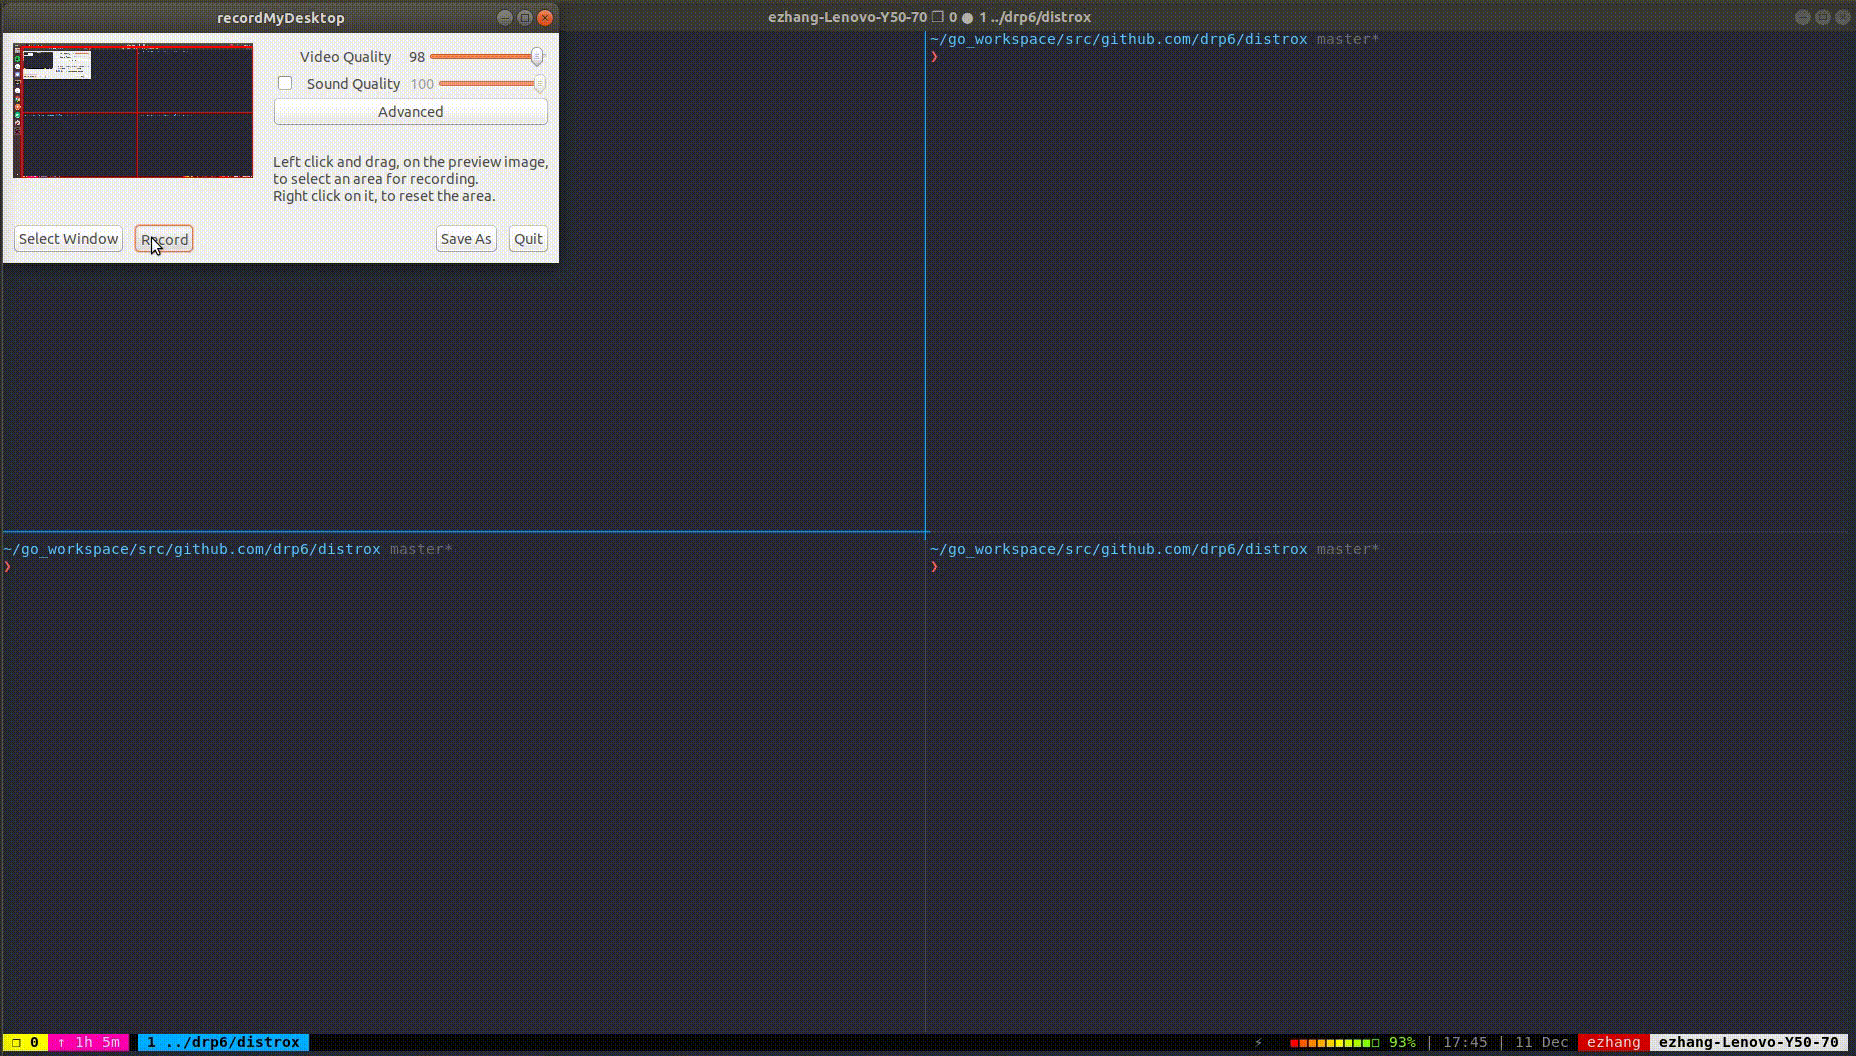 recordMyDesktop
Video Quality 98
Sound Quality 100
Advanced
Left click and drag, on the preview image,
to select an area for recording.
Right click on it, to reset the area.
Select Window
Record
Save As
Quit
ezhang-Lenovo-Y50-70 ❐ 0 ● 1 ../drp6/distrox
~/go_workspace/src/github.com/drp6/distrox master*
❯
~/go_workspace/src/github.com/drp6/distrox master*
❯
~/go_workspace/src/github.com/drp6/distrox master*
❯
❐ 0 ↑ 1h 5m 1 ../drp6/distrox ⚡ ■■■■■■■■■□ 93% | 17:45 | 11 Dec ezhang ezhang-Lenovo-Y50-70